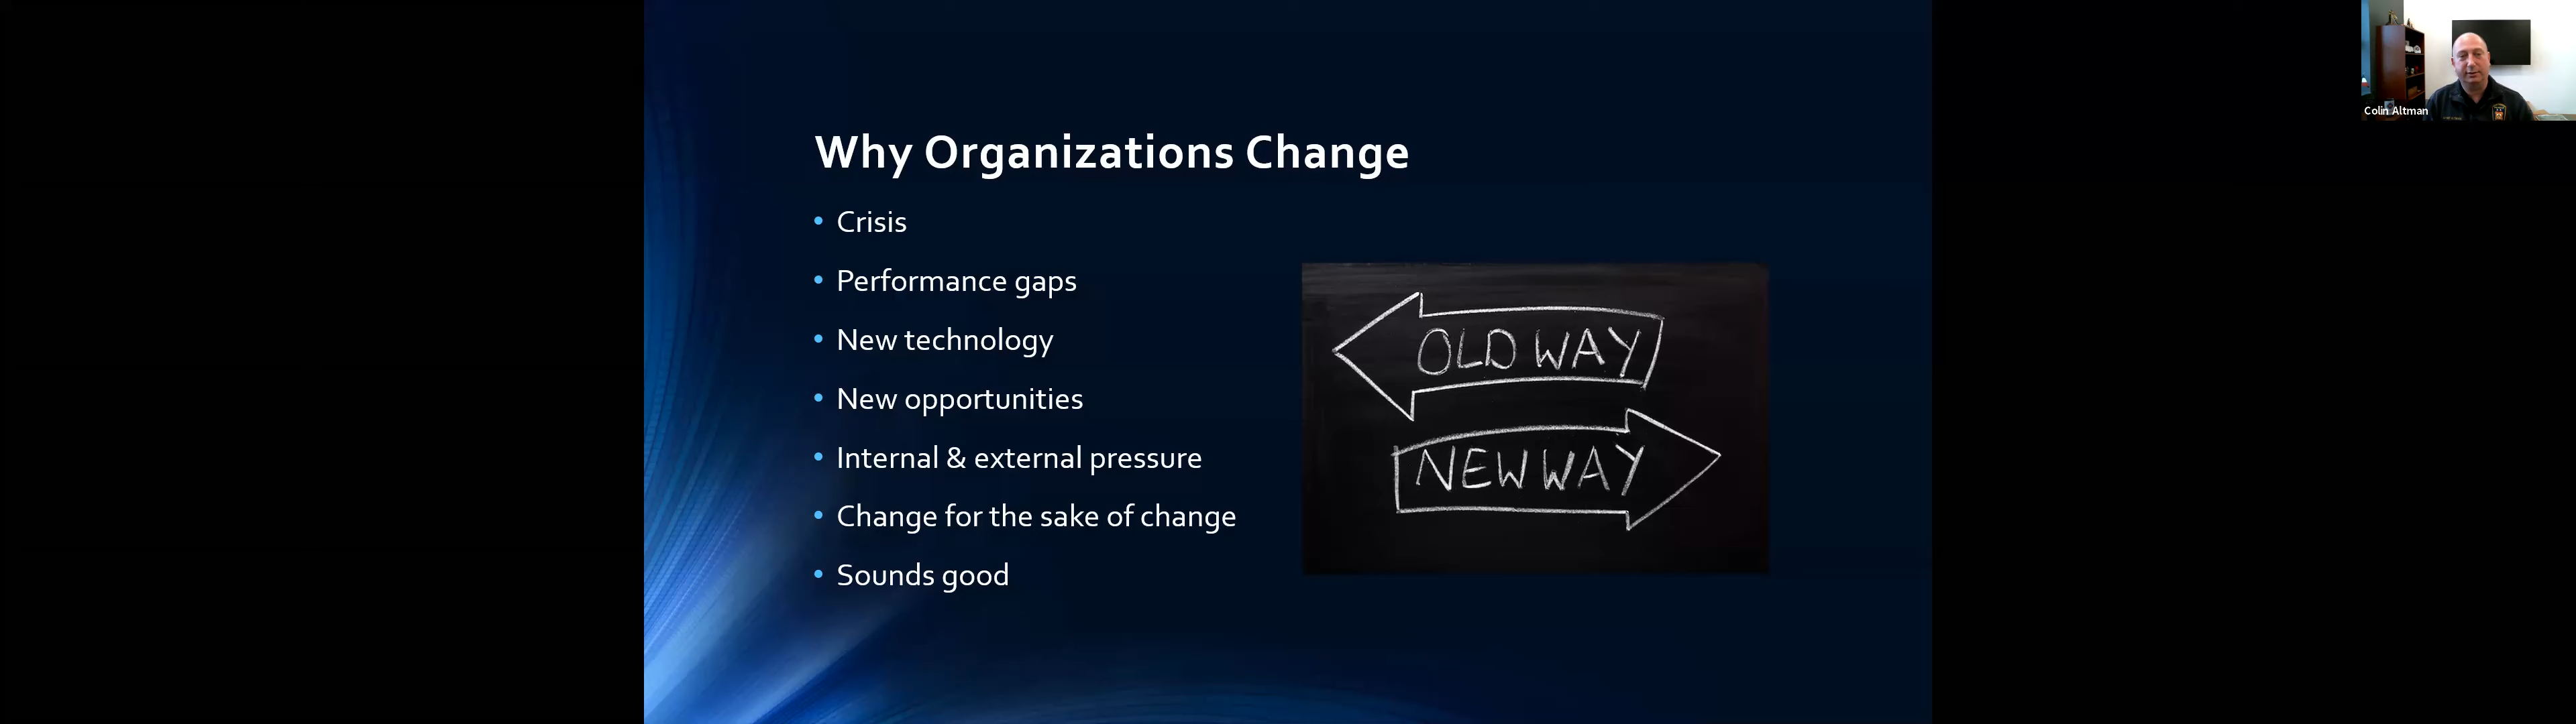 Why Organizations Change
• Crisis
• Performance gaps
• New technology
• New opportunities
• Internal & external pressure
• Change for the sake of change
• Sounds good
OLD WAY
NEW WAY
Colin Altman